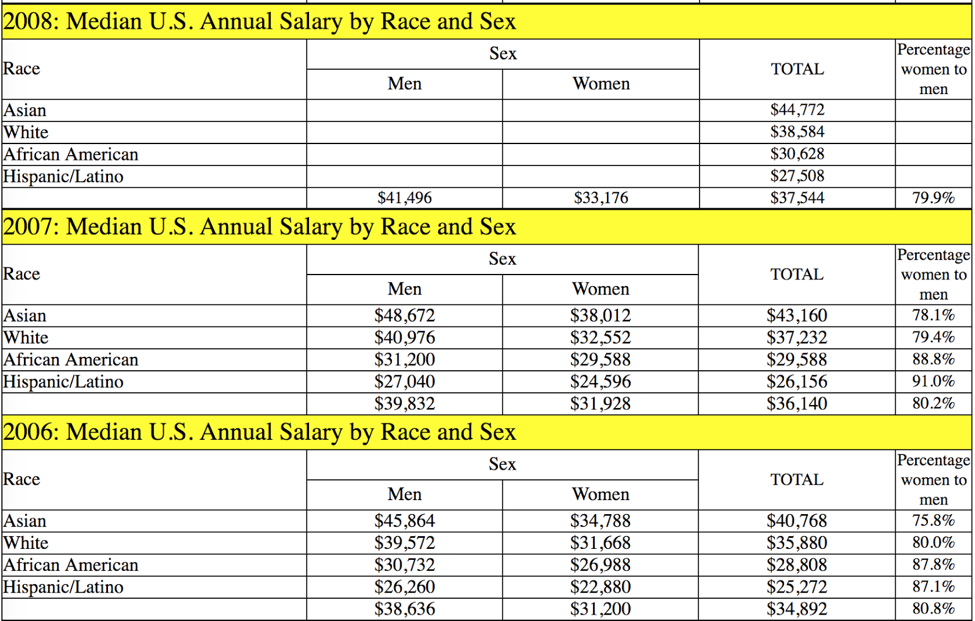 2008: Median U.S. Annual Salary by Race and Sex
Race Sex TOTAL Percentage women to men
Men Women
Asian $44,772
White $38,584
African American $30,628
Hispanic/Latino $27,508
$41,496 $33,176 $37,544 79.9%
2007: Median U.S. Annual Salary by Race and Sex
Race Sex TOTAL Percentage women to men
Men Women
Asian $48,672 $38,012 $43,160 78.1%
White $40,976 $32,552 $37,232 79.4%
African American $31,200 $29,588 $29,588 88.8%
Hispanic/Latino $27,040 $24,596 $26,156 91.0%
$39,832 $31,928 $36,140 80.2%
2006: Median U.S. Annual Salary by Race and Sex
Race Sex TOTAL Percentage women to men
Men Women
Asian $45,864 $34,788 $40,768 75.8%
White $39,572 $31,668 $35,880 80.0%
African American $30,732 $26,988 $28,808 87.8%
Hispanic/Latino $26,260 $22,880 $25,272 87.1%
$38,636 $31,200 $34,892 80.8%